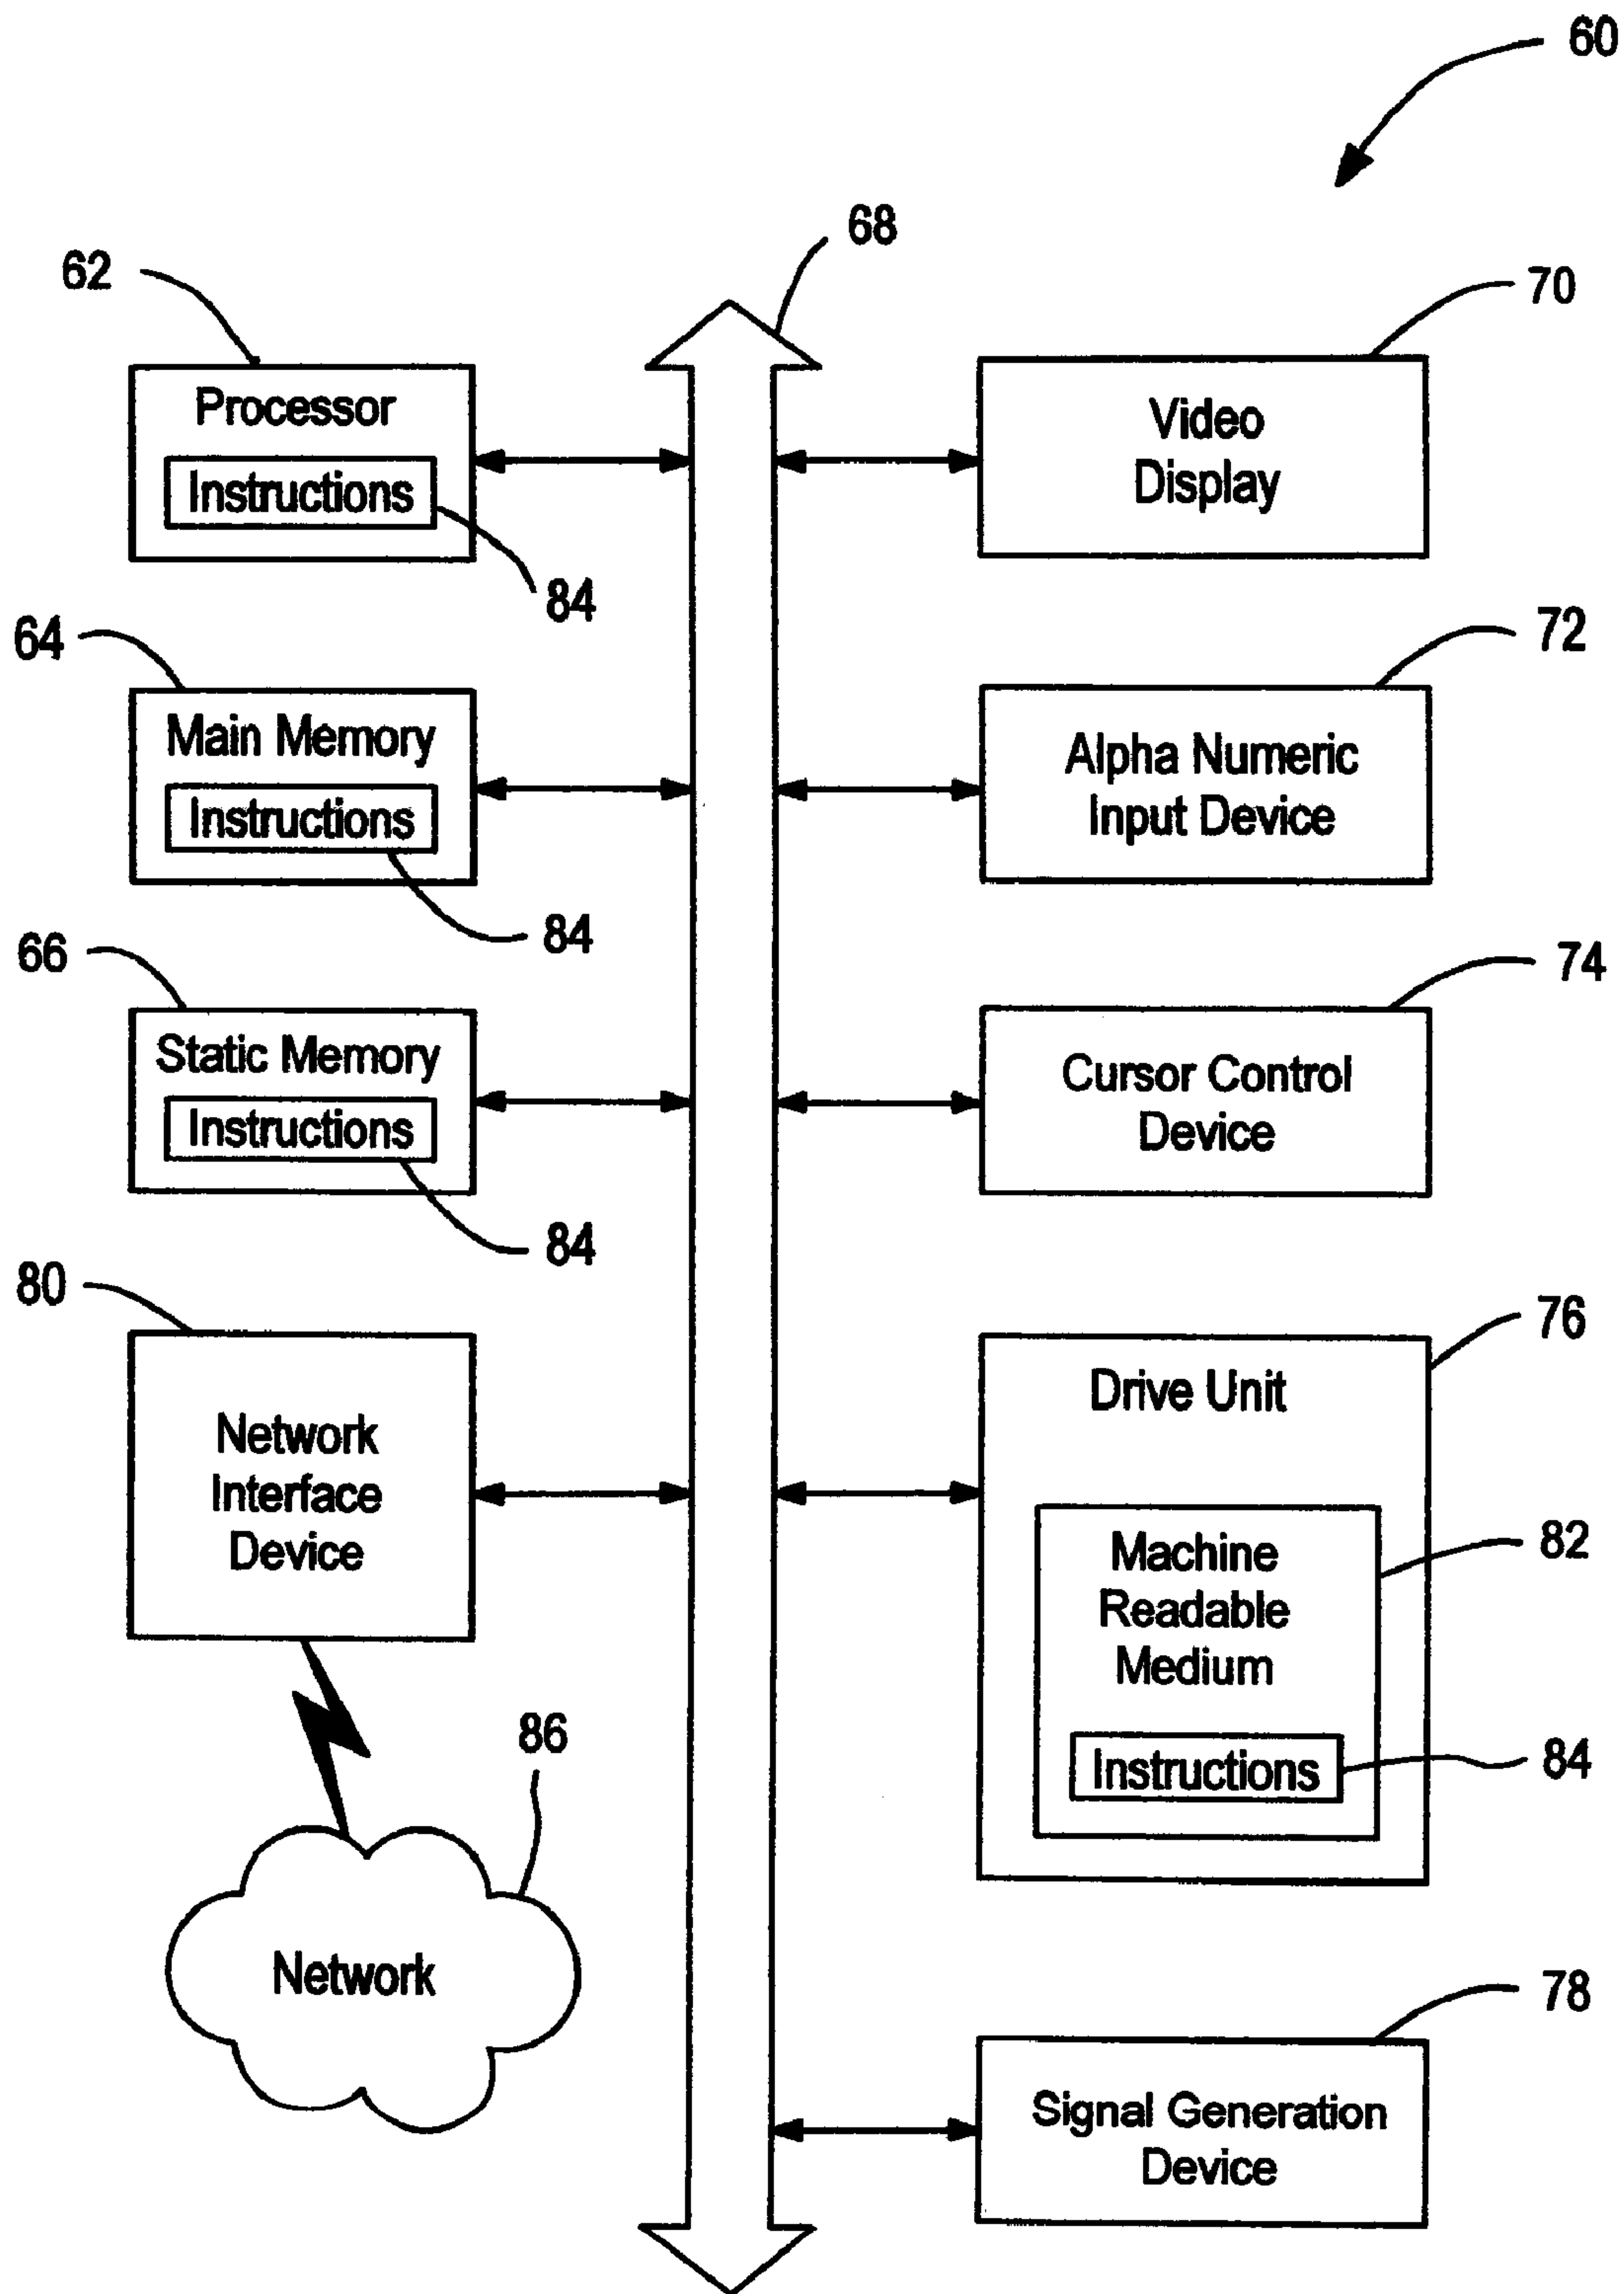 60
68
62
70
Processor
Instructions
84
Video
Display
64
72
Main Memory
Instructions
84
Alpha Numeric
Input Device
66
74
Static Memory
Instructions
84
Cursor Control
Device
80
76
Network
Interface
Device
Drive Unit
Machine
Readable
Medium
82
Instructions
84
86
Network
78
Signal Generation
Device